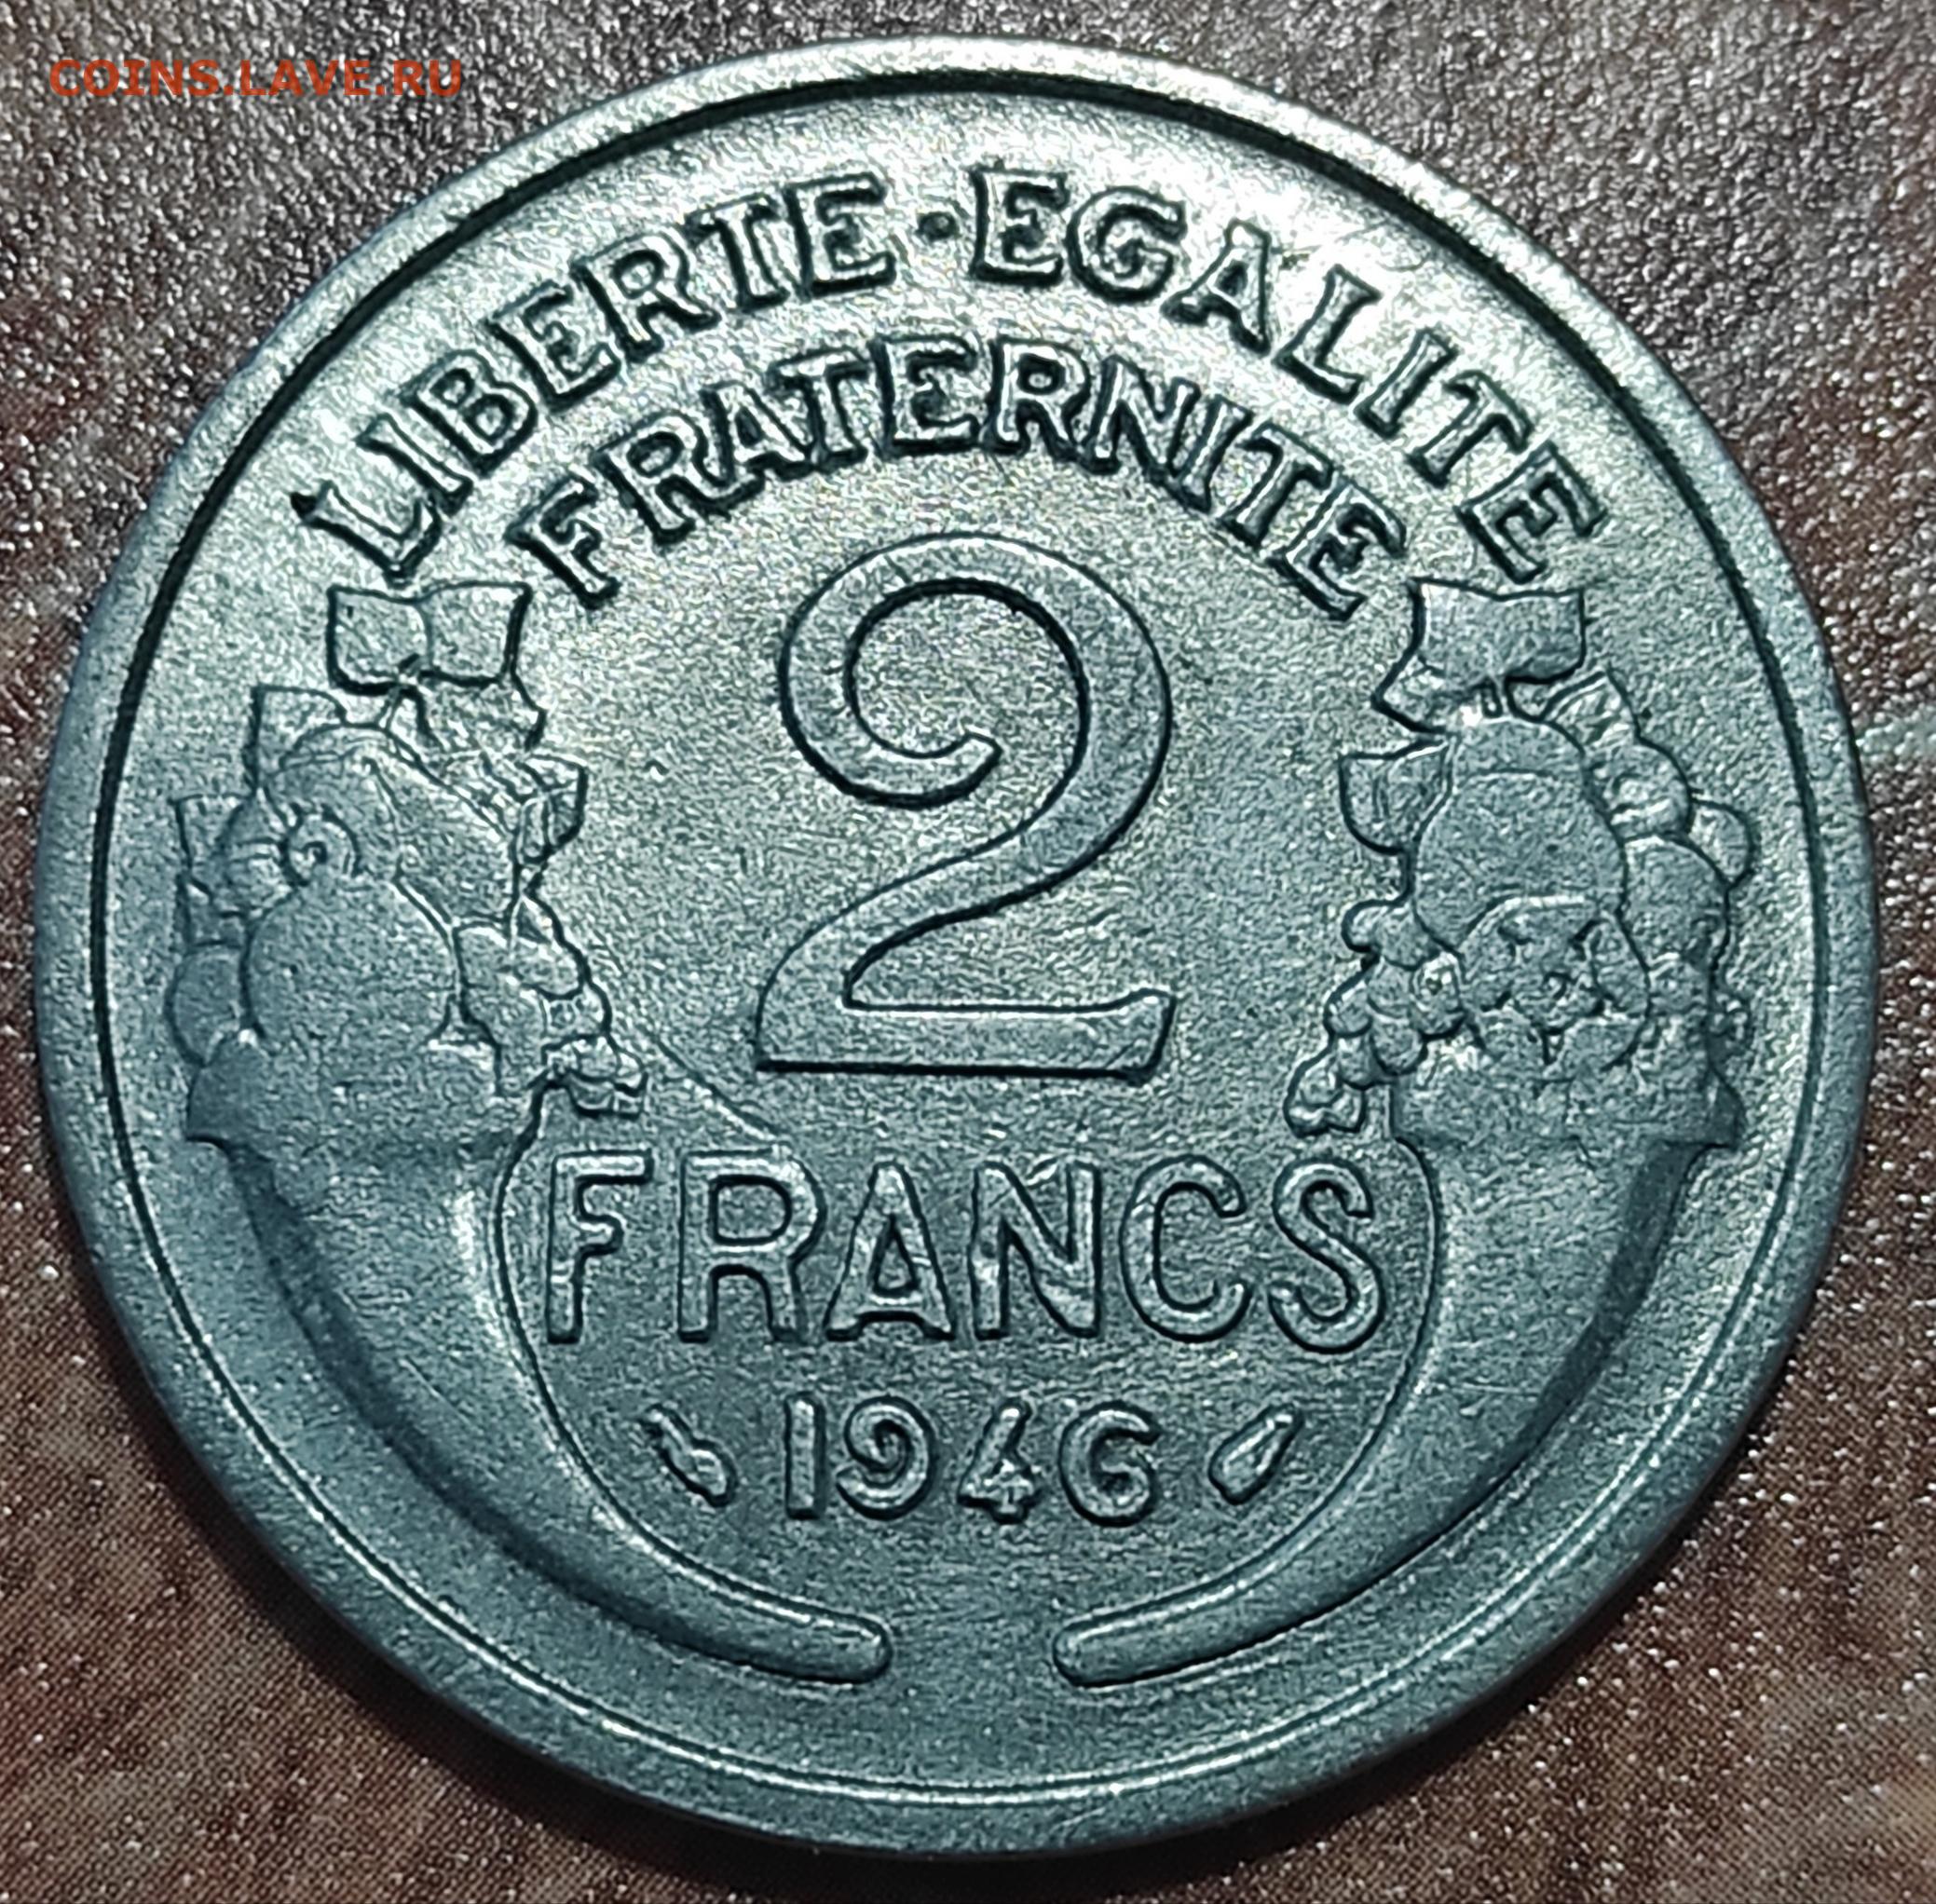 COINS.LAVE.RU
LIBERTE · EGALITE
FRATERNITE
2
FRANCS
1946